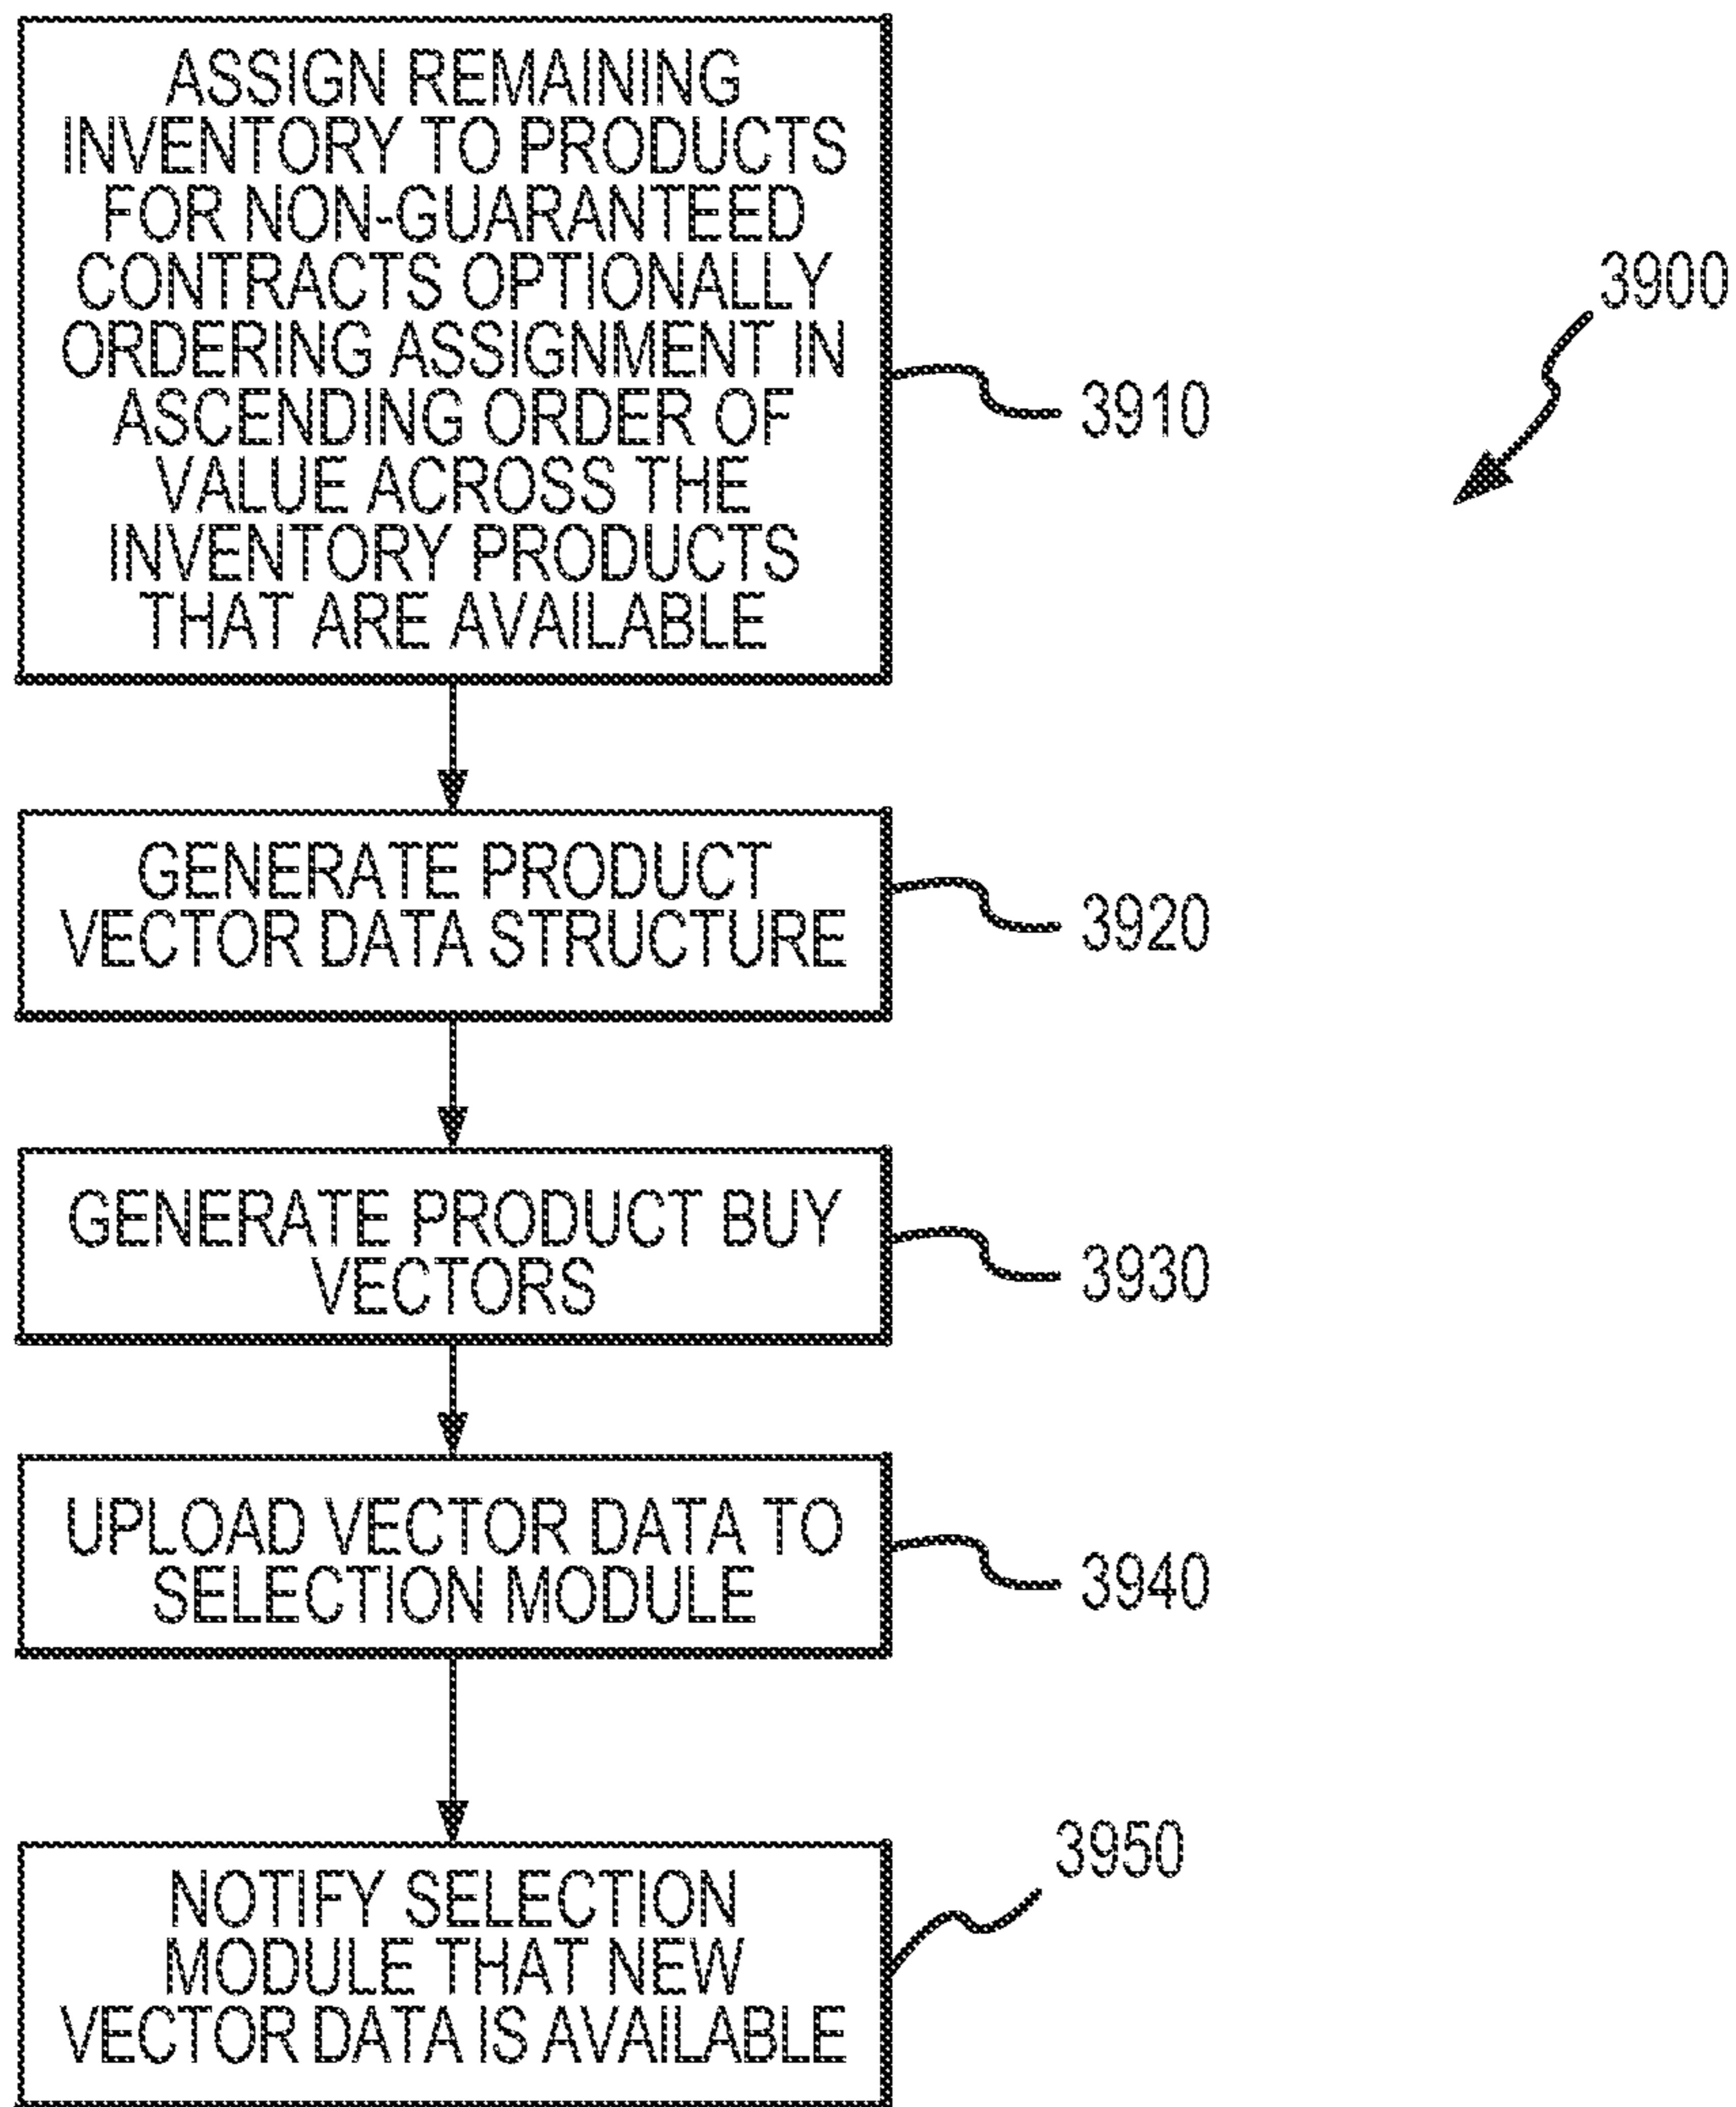 ASSIGN REMAINING
INVENTORY TO PRODUCTS
FOR NON-GUARANTEED
CONTRACTS OPTIONALLY
ORDERING ASSIGNMENT IN
ASCENDING ORDER OF
VALUE ACROSS THE
INVENTORY PRODUCTS
THAT ARE AVAILABLE
3910
3900
GENERATE PRODUCT
VECTOR DATA STRUCTURE
3920
GENERATE PRODUCT BUY
VECTORS
3930
UPLOAD VECTOR DATA TO
SELECTION MODULE
3940
NOTIFY SELECTION
MODULE THAT NEW
VECTOR DATA IS AVAILABLE
3950